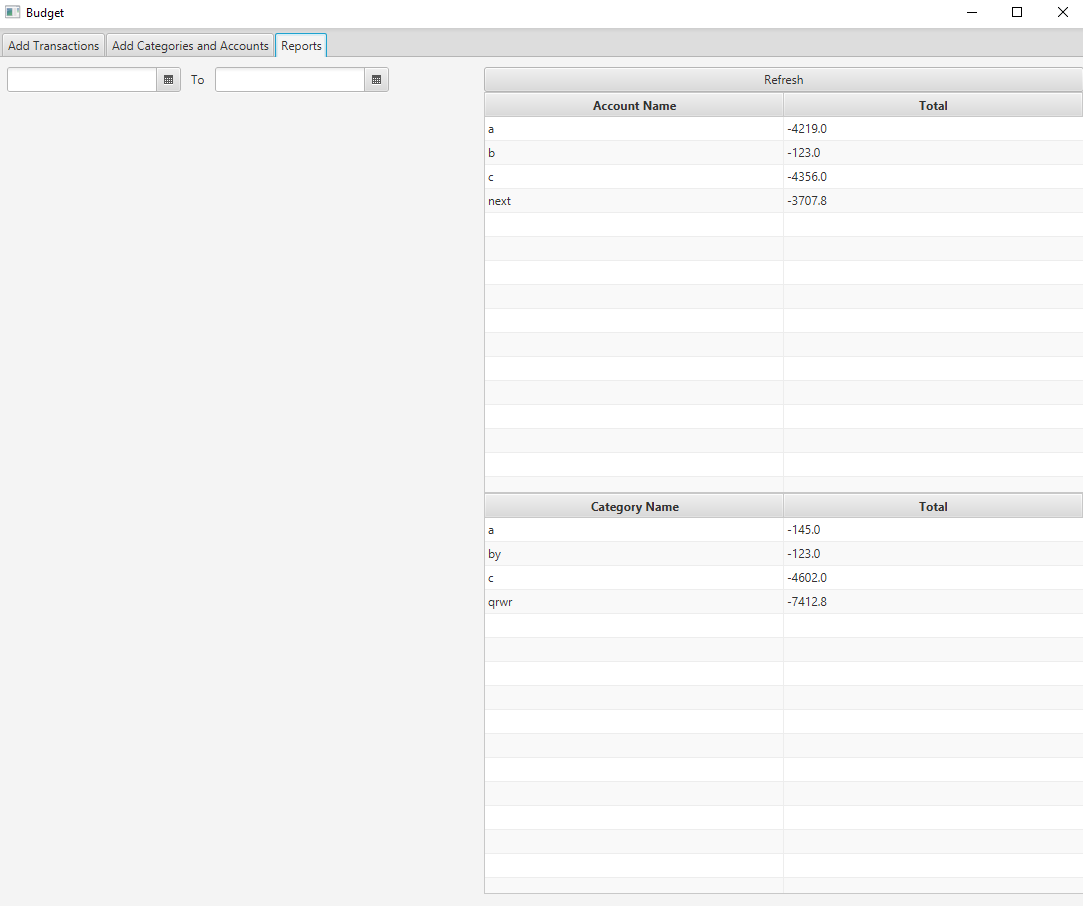 Budget
Add Transactions Add Categories and Accounts Reports
To Refresh
Account Name Total
a -4219.0
b -123.0
c -4356.0
next -3707.8
Category Name Total
a -145.0
by -123.0
c -4602.0
qrwr -7412.8